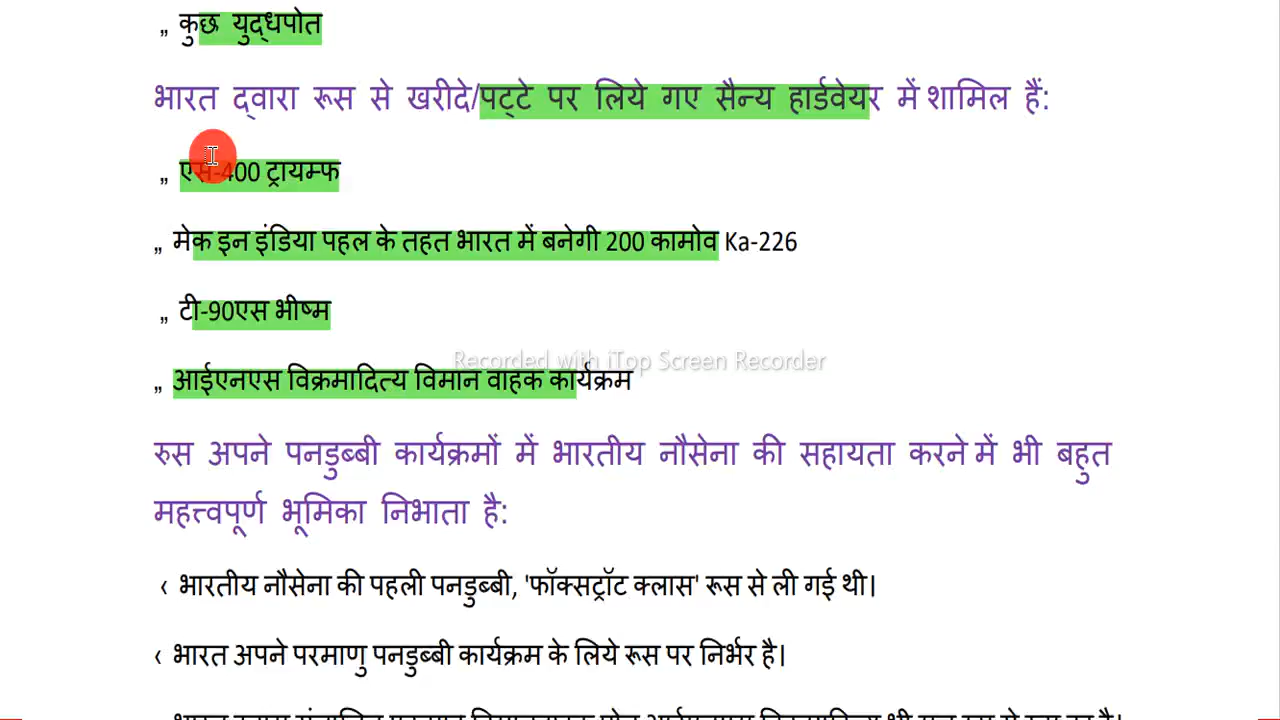 „ कुछ युद्धपोत
भारत द्वारा रूस से खरीदे/पट्टे पर लिये गए सैन्य हार्डवेयर में शामिल हैं:
„ एस-400 ट्रायम्फ
„ मेक इन इंडिया पहल के तहत भारत में बनेगी 200 कामोव Ka-226
„ टी-90एस भीष्म
Recorded with iTop Screen Recorder
„ आईएनएस विक्रमादित्य विमान वाहक कार्यक्रम
रुस अपने पनडुब्बी कार्यक्रमों में भारतीय नौसेना की सहायता करने में भी बहुत
महत्त्वपूर्ण भूमिका निभाता है:
‹ भारतीय नौसेना की पहली पनडुब्बी, 'फॉक्सट्रॉट क्लास' रूस से ली गई थी।
‹ भारत अपने परमाणु पनडुब्बी कार्यक्रम के लिये रूस पर निर्भर है।